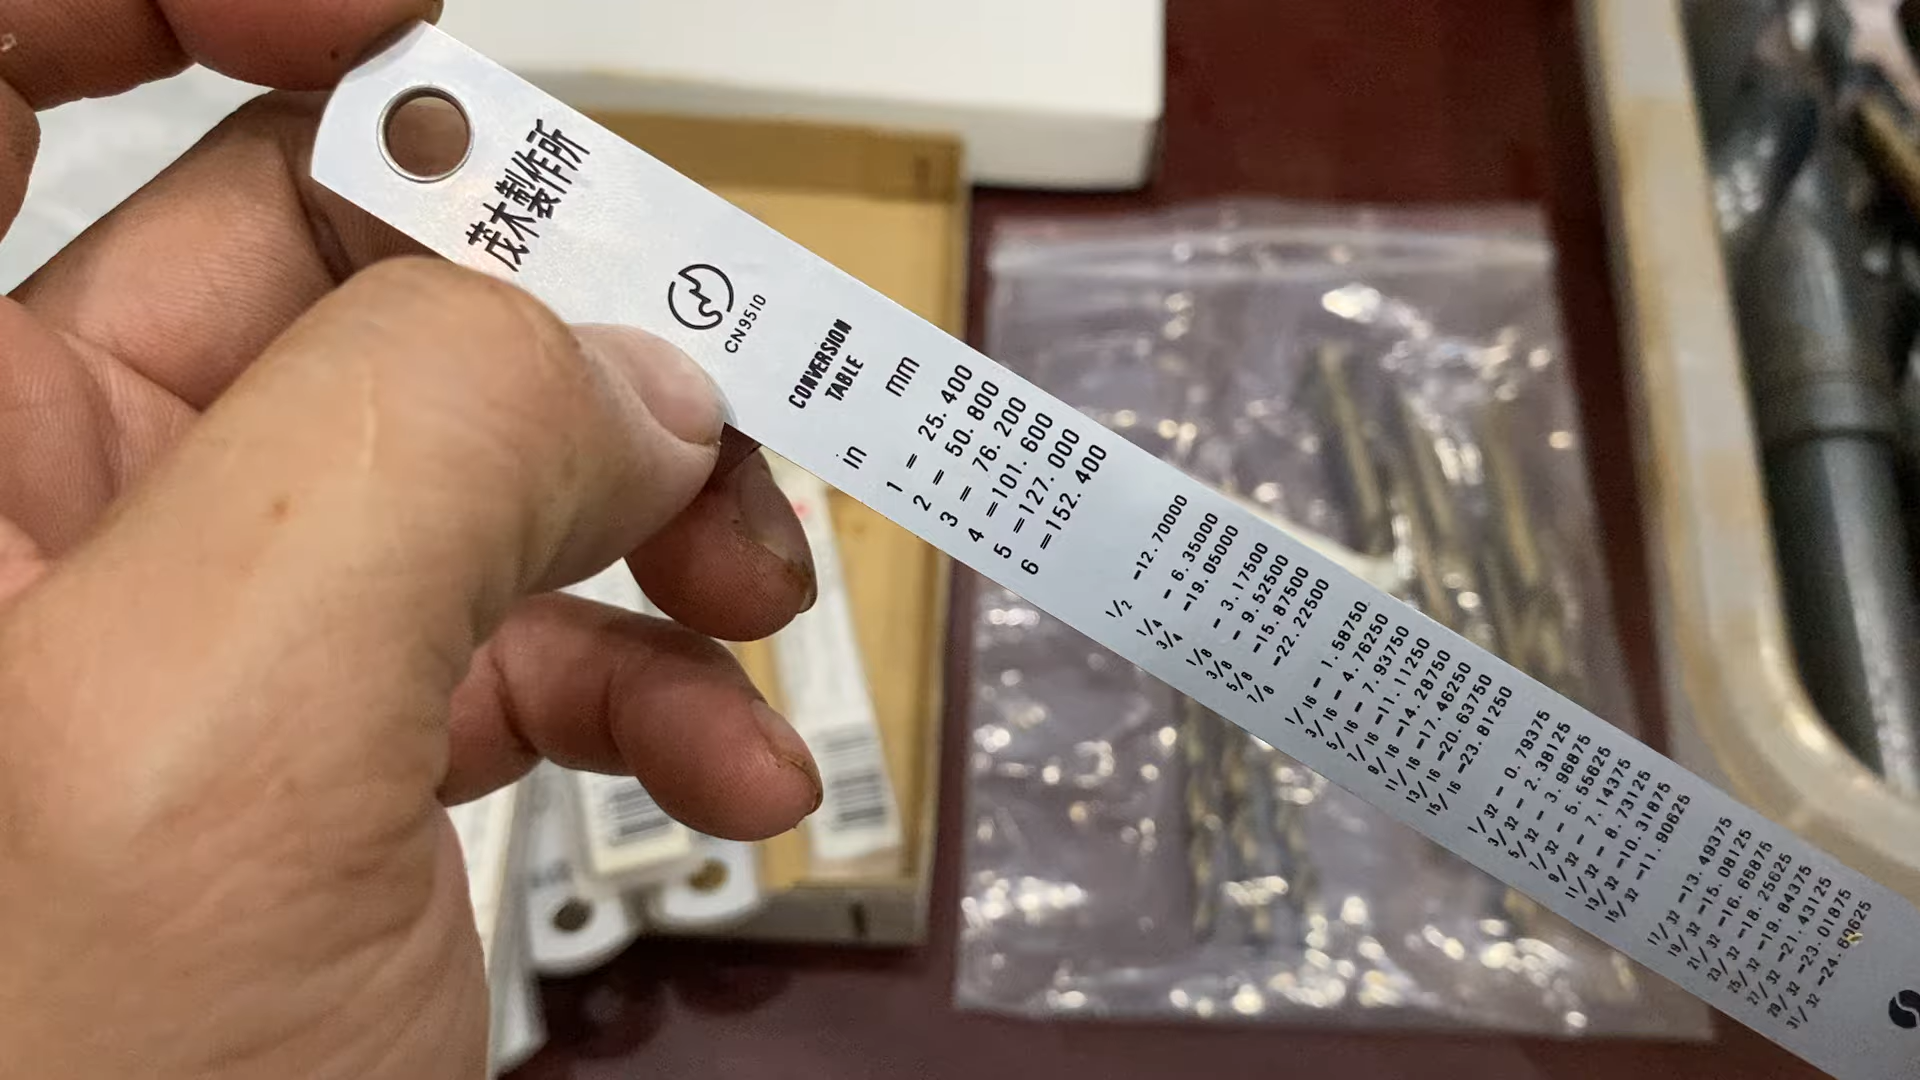 茂木製作所
CN9510
CONVERSION
TABLE
in mm
1 = 25. 400
2 = 50. 800
3 = 76. 200
4 =101. 600
5 =127. 000
6 =152. 400
1/2 -12.70000
1/4 - 6.35000
3/4 -19.05000
1/8 - 3.17500
3/8 - 9.52500
5/8 -15.87500
7/8 -22.22500
1/16 - 1.58750
3/16 - 4.76250
5/16 - 7.93750
7/16 -11.11250
9/16 -14.28750
11/16 -17.46250
13/16 -20.63750
15/16 -23.81250
1/32 - 0.79375
3/32 - 2.38125
5/32 - 3.96875
7/32 - 5.55625
9/32 - 7.14375
11/32 - 8.73125
13/32 -10.31875
15/32 -11.90625
17/32 -13.49375
19/32 -15.08125
21/32 -16.66875
23/32 -18.25625
25/32 -19.84375
27/32 -21.43125
29/32 -23.01875
31/32 -24.60625